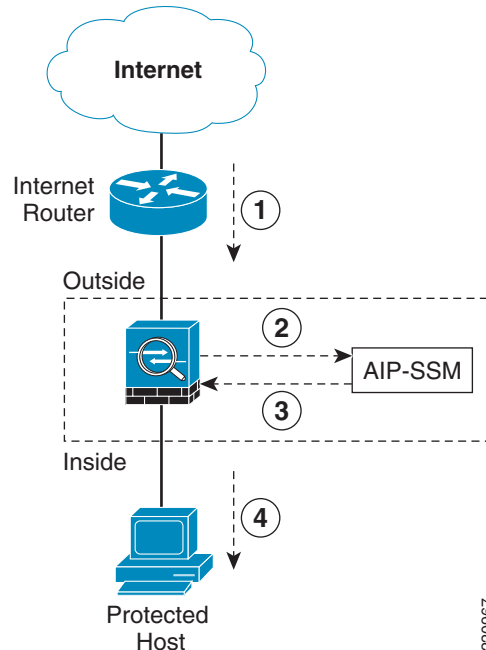 Internet
Internet
Router
1
Outside
2
AIP-SSM
3
Inside
4
Protected
Host